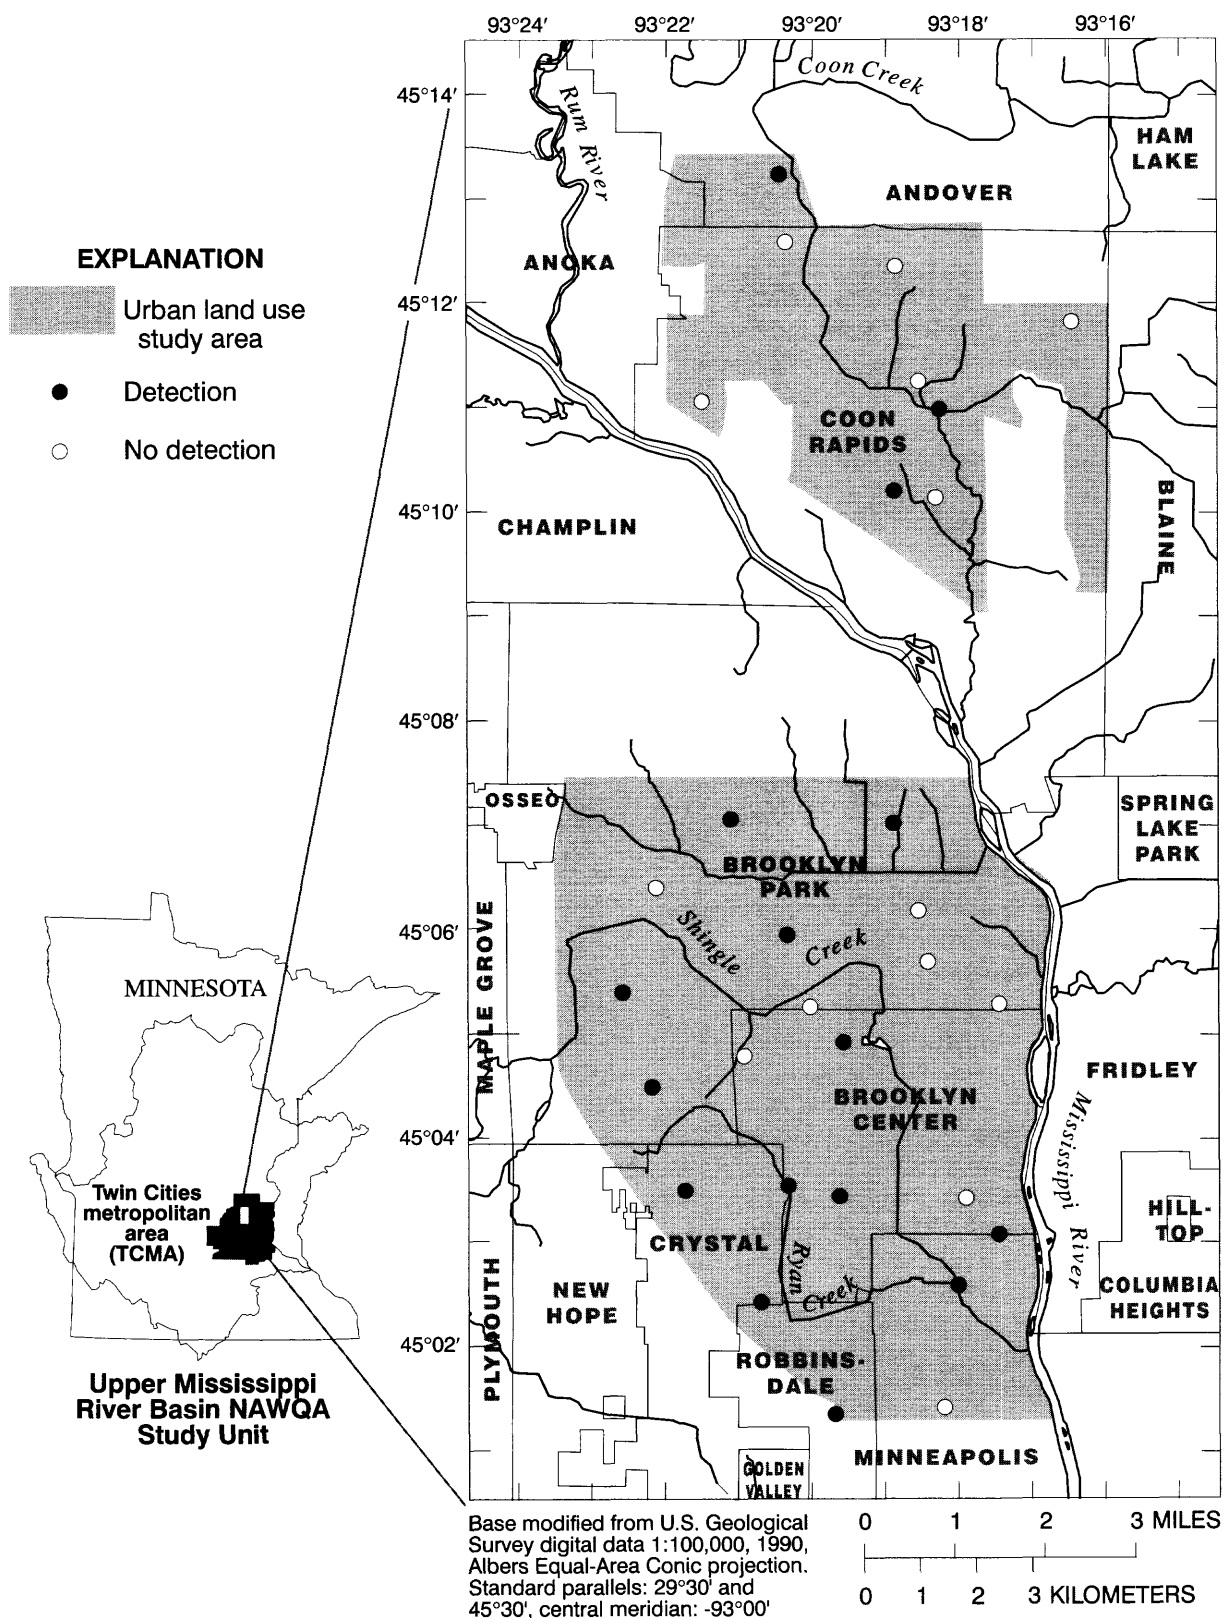 93°24′ 93°22′ 93°20′ 93°18′ 93°16′
Coon Creek
45°14′
Rum River
HAM
LAKE
ANDOVER
EXPLANATION
ANOKA
Urban land use
study area
45°12′
Detection
COON
RAPIDS
No detection
45°10′
CHAMPLIN
BLAINE
45°08′
OSSEO
SPRING
LAKE
PARK
BROOKLYN
PARK
MAPLE GROVE
Shingle Creek
45°06′
MINNESOTA
FRIDLEY
BROOKLYN
CENTER
Mississippi River
45°04′
Twin Cities
metropolitan
area
(TCMA)
HILL-
TOP
CRYSTAL
Ryan
Creek
PLYMOUTH
NEW
HOPE
COLUMBIA
HEIGHTS
45°02′
ROBBINS-
DALE
Upper Mississippi
River Basin NAWQA
Study Unit
MINNEAPOLIS
GOLDEN
VALLEY
Base modified from U.S. Geological
Survey digital data 1:100,000, 1990,
Albers Equal-Area Conic projection.
Standard parallels: 29°30' and
45°30', central meridian: -93°00'
0 1 2 3 MILES
0 1 2 3 KILOMETERS